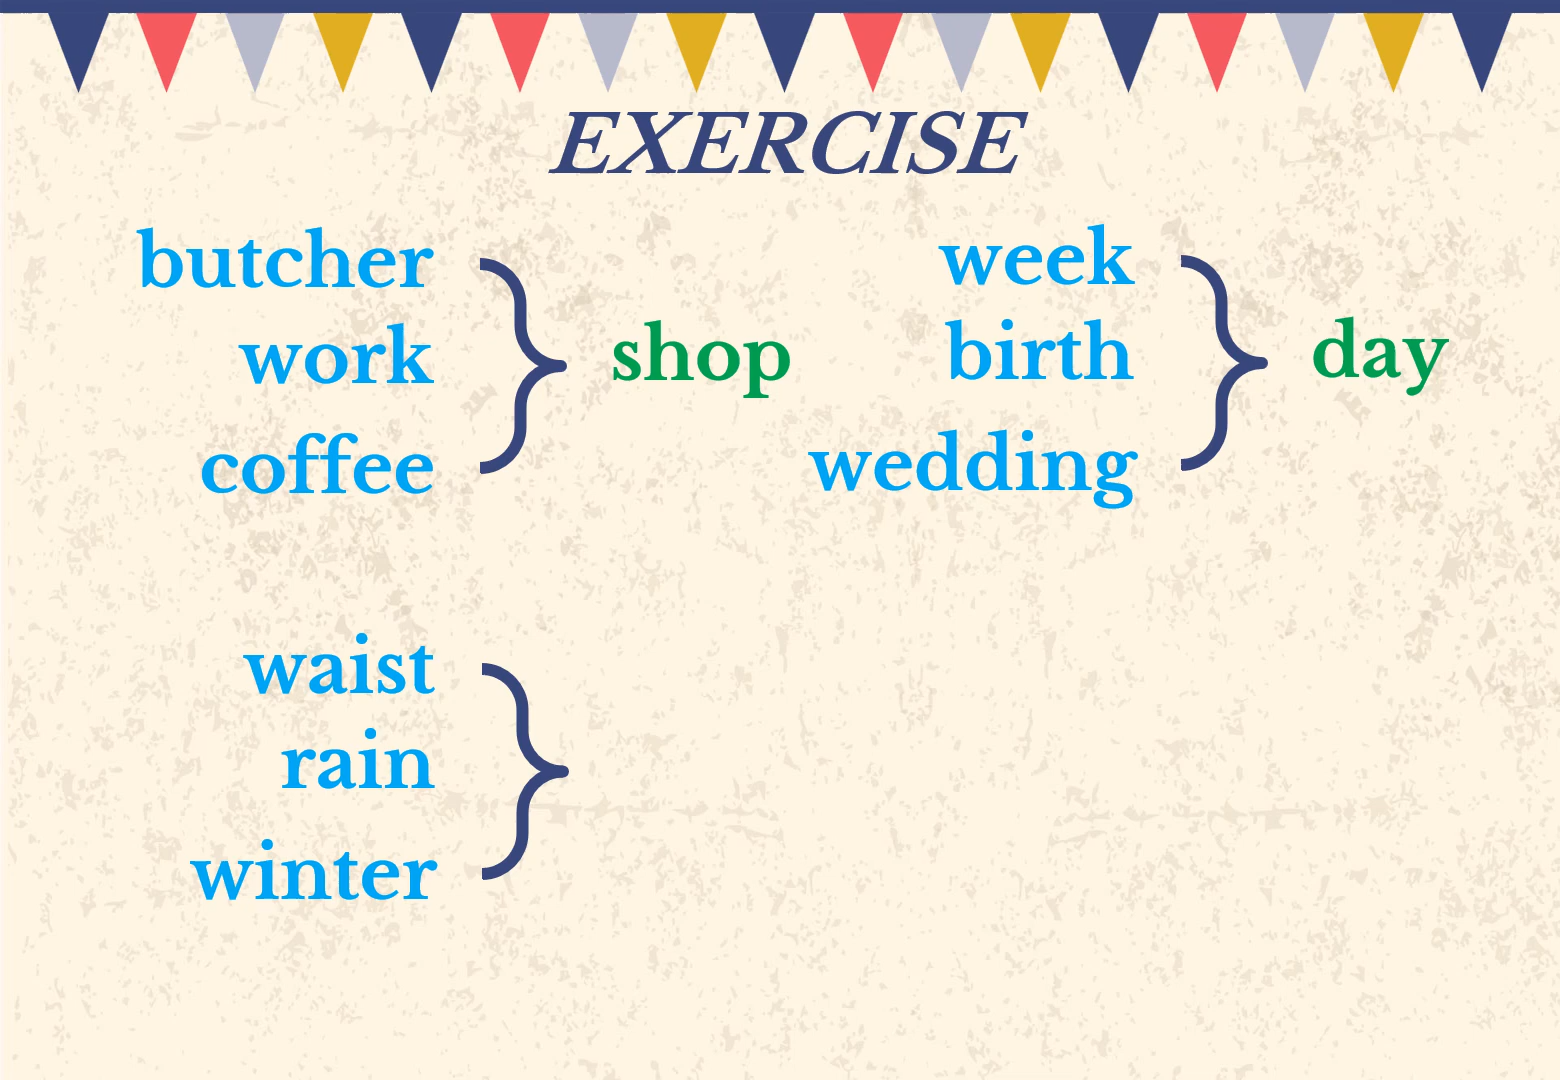 EXERCISE
butcher
work
coffee
shop
week
birth
wedding
day
waist
rain
winter